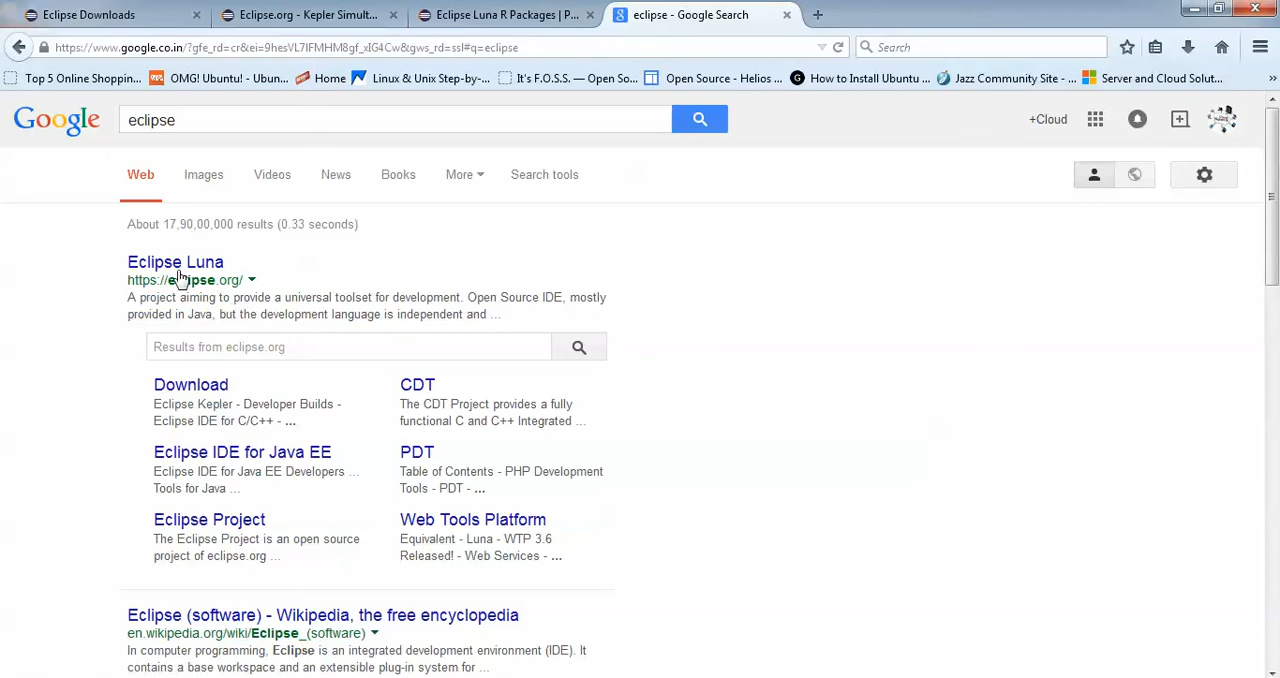 Eclipse Downloads
Eclipse.org - Kepler Simult...
Eclipse Luna R Packages | P...
eclipse - Google Search
https://www.google.co.in/?gfe_rd=cr&ei=9hesVL7IFMHM8gf_xIG4Cw&gws_rd=ssl#q=eclipse
Search
Top 5 Online Shoppin...
OMG! Ubuntu! - Ubun...
Home
Linux & Unix Step-by-...
It's F.O.S.S. — Open So...
Open Source - Helios ...
How to Install Ubuntu ...
Jazz Community Site - ...
Server and Cloud Solut...
Google
eclipse
+Cloud
Web
Images
Videos
News
Books
More
Search tools
About 17,90,00,000 results (0.33 seconds)
Eclipse Luna
https://eclipse.org/
A project aiming to provide a universal toolset for development. Open Source IDE, mostly
provided in Java, but the development language is independent and ...
Results from eclipse.org
Download
Eclipse Kepler - Developer Builds -
Eclipse IDE for C/C++ - ...
CDT
The CDT Project provides a fully
functional C and C++ Integrated ...
Eclipse IDE for Java EE
Eclipse IDE for Java EE Developers ...
Tools for Java ...
PDT
Table of Contents - PHP Development
Tools - PDT - ...
Eclipse Project
The Eclipse Project is an open source
project of eclipse.org ...
Web Tools Platform
Equivalent - Luna - WTP 3.6
Released! - Web Services - ...
Eclipse (software) - Wikipedia, the free encyclopedia
en.wikipedia.org/wiki/Eclipse_(software)
In computer programming, Eclipse is an integrated development environment (IDE). It
contains a base workspace and an extensible plug-in system for ...